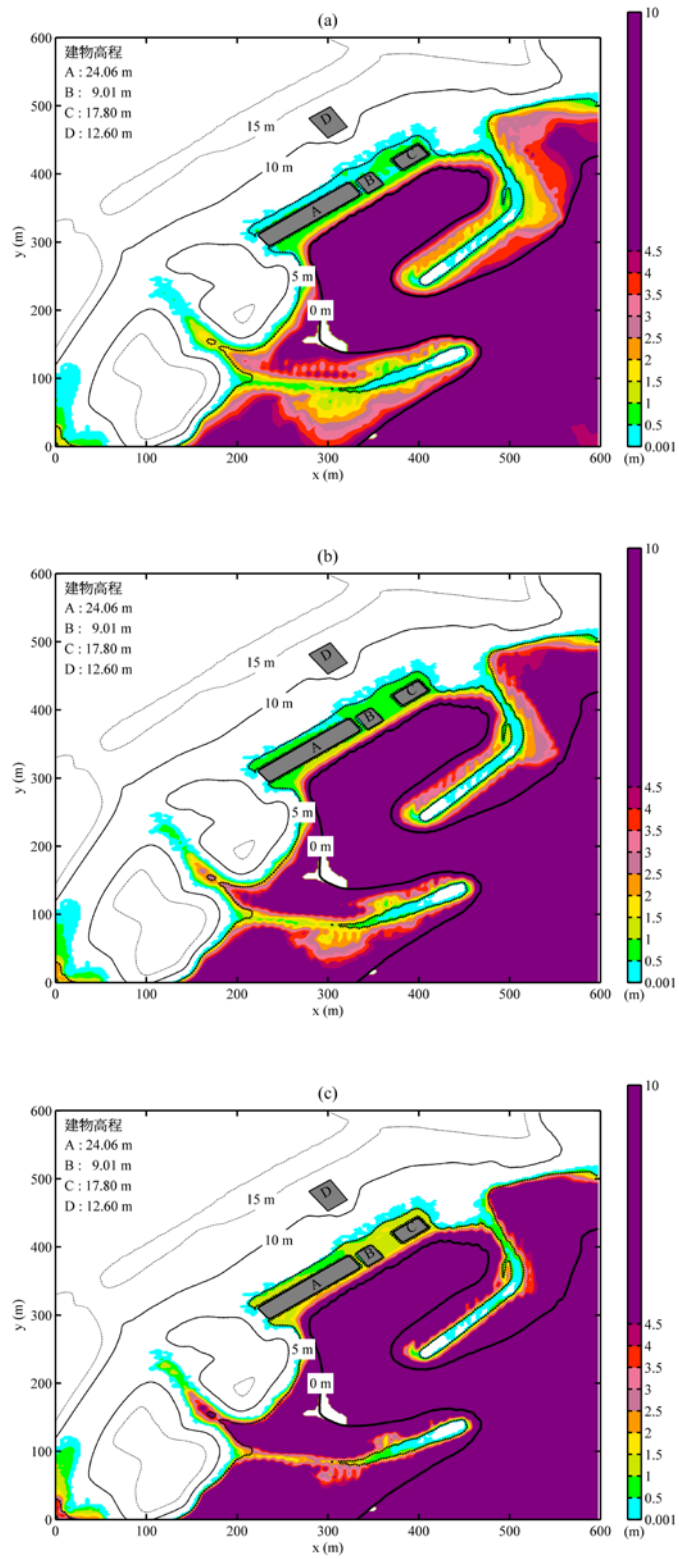 (a)
建物高程
A : 24.06 m
B : 9.01 m
C : 17.80 m
D : 12.60 m
15 m
10 m
5 m
0 m
A
B
C
D
600
500
400
300
200
100
0
y (m)
0 100 200 300 400 500 600
x (m)
10
4.5
4
3.5
3
2.5
2
1.5
1
0.5
0.001
(m)
(b)
建物高程
A : 24.06 m
B : 9.01 m
C : 17.80 m
D : 12.60 m
15 m
10 m
5 m
0 m
A
B
C
D
600
500
400
300
200
100
0
y (m)
0 100 200 300 400 500 600
x (m)
10
4.5
4
3.5
3
2.5
2
1.5
1
0.5
0.001
(m)
(c)
建物高程
A : 24.06 m
B : 9.01 m
C : 17.80 m
D : 12.60 m
15 m
10 m
5 m
0 m
A
B
C
D
600
500
400
300
200
100
0
y (m)
0 100 200 300 400 500 600
x (m)
10
4.5
4
3.5
3
2.5
2
1.5
1
0.5
0.001
(m)